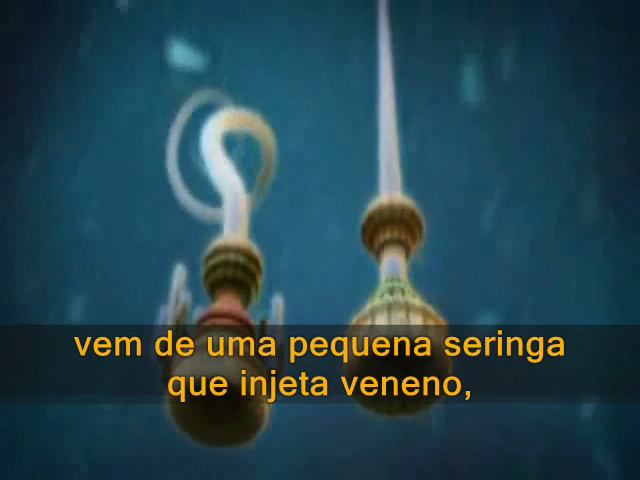 vem de uma pequena seringa
que injeta veneno,